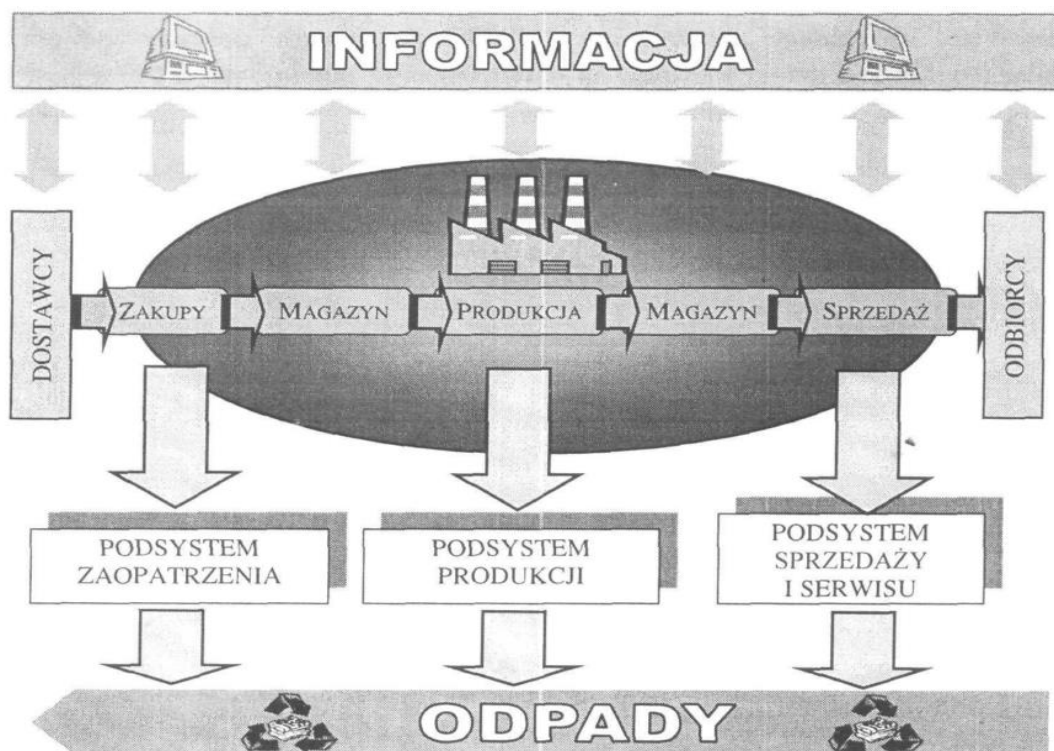 INFORMACJA
DOSTAWCY
ZAKUPY
MAGAZYN
PRODUKCJA
MAGAZYN
SPRZEDAŻ
ODBIORCY
PODSYSTEM
ZAOPATRZENIA
PODSYSTEM
PRODUKCJI
PODSYSTEM
SPRZEDAŻY
I SERWISU
ODPADY